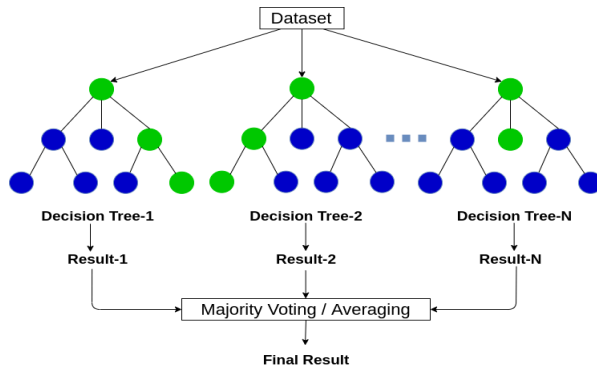 Dataset
Decision Tree-1
Decision Tree-2
Decision Tree-N
Result-1
Result-2
Result-N
Majority Voting / Averaging
Final Result